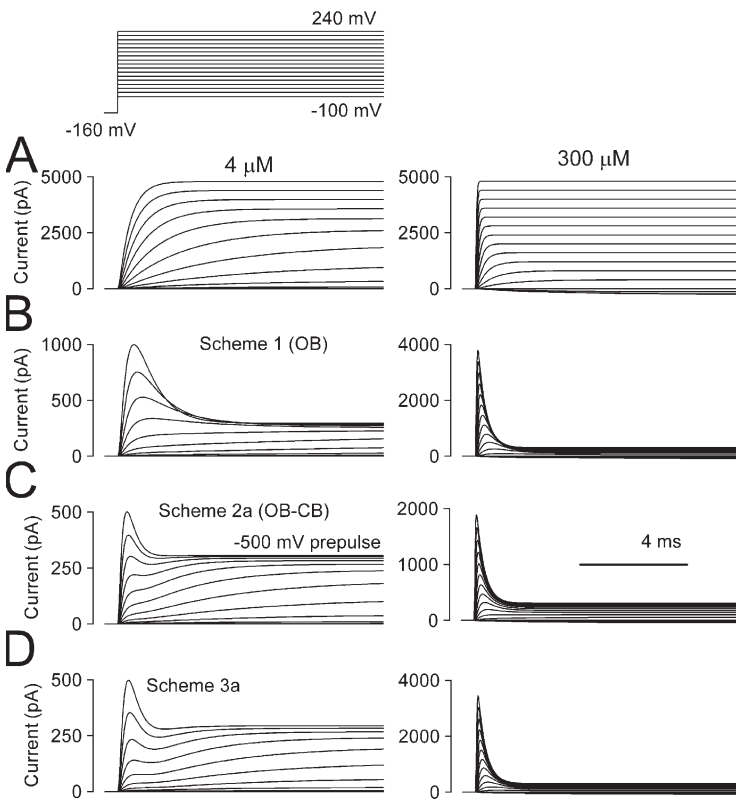 240 mV
-100 mV
-160 mV
A
4 μM
300 μM
Current (pA)
5000
2500
0
5000
2500
0
B
Scheme 1 (OB)
Current (pA)
1000
500
0
4000
2000
0
C
Scheme 2a (OB-CB)
-500 mV prepulse
Current (pA)
500
250
0
2000
1000
0
4 ms
D
Scheme 3a
Current (pA)
500
250
0
4000
2000
0